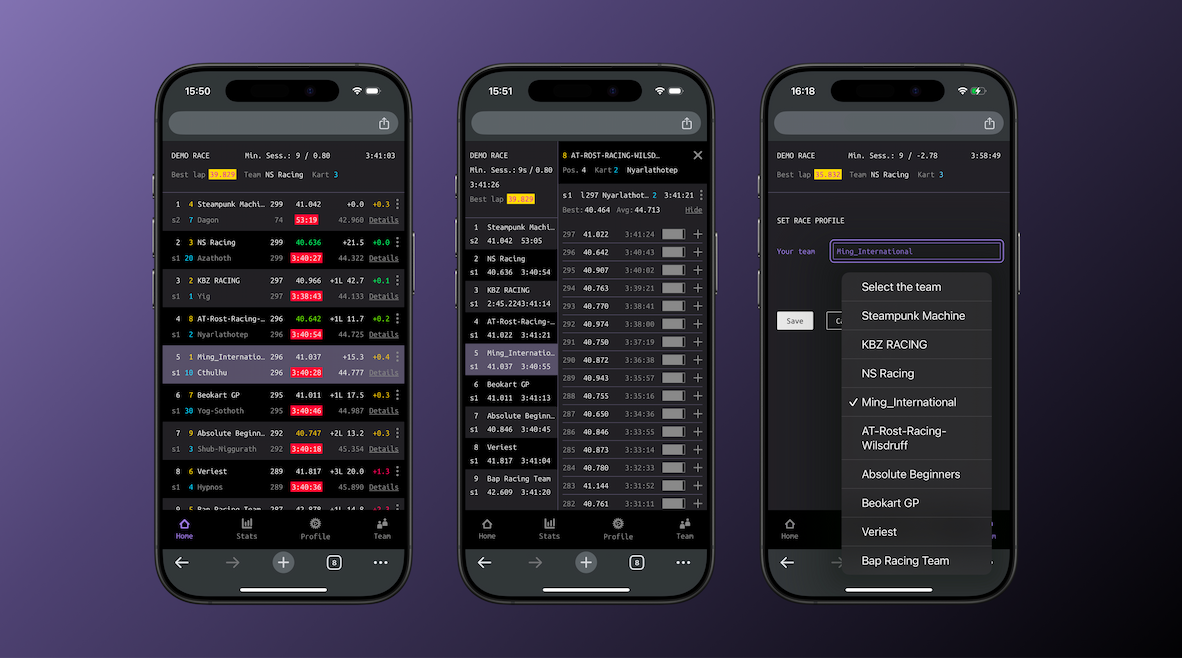 15:50
DEMO RACE Min. Sess.: 9 / 0.80 3:41:03
Best lap 39.829 Team NS Racing Kart 3
1 4 Steampunk Machi… 299 41.042 +0.0 +0.3
s2 7 Dagon 74 53:19 42.960 Details
2 3 NS Racing 299 40.636 +21.5 +0.0
s1 20 Azathoth 299 3:40:27 44.322 Details
3 2 KBZ RACING 297 40.966 +1L 42.7 +0.1
s1 1 Yig 297 3:38:43 44.133 Details
4 8 AT-Rost-Racing-… 296 40.642 +1L 11.7 +0.2
s1 2 Nyarlathotep 296 3:40:54 44.725 Details
5 1 Ming_Internatio… 296 41.037 +15.3 +0.4
s1 10 Cthulhu 296 3:40:28 44.777 Details
6 7 Beokart GP 295 41.011 +1L 17.5 +0.3
s1 30 Yog-Sothoth 295 3:40:46 44.987 Details
7 9 Absolute Beginn… 292 40.747 +2L 13.2 +0.3
s1 3 Shub-Niggurath 292 3:40:18 45.354 Details
8 6 Veriest 289 41.817 +3L 20.0 +1.3
s1 4 Hypnos 289 3:40:36 45.890 Details
Home Stats Profile Team
8
15:51
DEMO RACE
Min. Sess.: 9s / 0.80
3:41:26
Best lap 39.829
1 Steampunk Machin…
s2 41.042 53:05
2 NS Racing
s1 40.636 3:40:54
3 KBZ RACING
s1 2:45.224 3:41:14
4 AT-Rost-Racing-…
s1 41.022 3:41:21
5 Ming_Internatio…
s1 41.037 3:40:55
6 Beokart GP
s1 41.011 3:41:13
7 Absolute Beginn…
s1 40.846 3:40:45
8 Veriest
s1 41.817 3:41:04
9 Bap Racing Team
s1 42.609 3:41:20
8 AT-ROST-RACING-WILSD…
Pos. 4 Kart 2 Nyarlathotep
s1 l297 Nyarlathot… 2 3:41:21
Best: 40.464 Avg: 44.713 Hide
297 41.022 3:41:24
296 40.642 3:40:43
295 40.907 3:40:02
294 40.763 3:39:21
293 40.770 3:38:41
292 40.974 3:38:00
291 40.750 3:37:19
290 40.872 3:36:38
289 40.943 3:35:57
288 40.755 3:35:16
287 40.650 3:34:36
286 40.846 3:33:55
285 40.873 3:33:14
284 40.780 3:32:33
283 41.144 3:31:52
282 40.761 3:31:11
Home Stats Profile Team
8
16:18
DEMO RACE Min. Sess.: 9 / -2.78 3:58:49
Best lap 35.832 Team NS Racing Kart 3
SET RACE PROFILE
Your team Ming_International
Save
Select the team
Steampunk Machine
KBZ RACING
NS Racing
Ming_International
AT-Rost-Racing-
Wilsdruff
Absolute Beginners
Beokart GP
Veriest
Bap Racing Team
Home